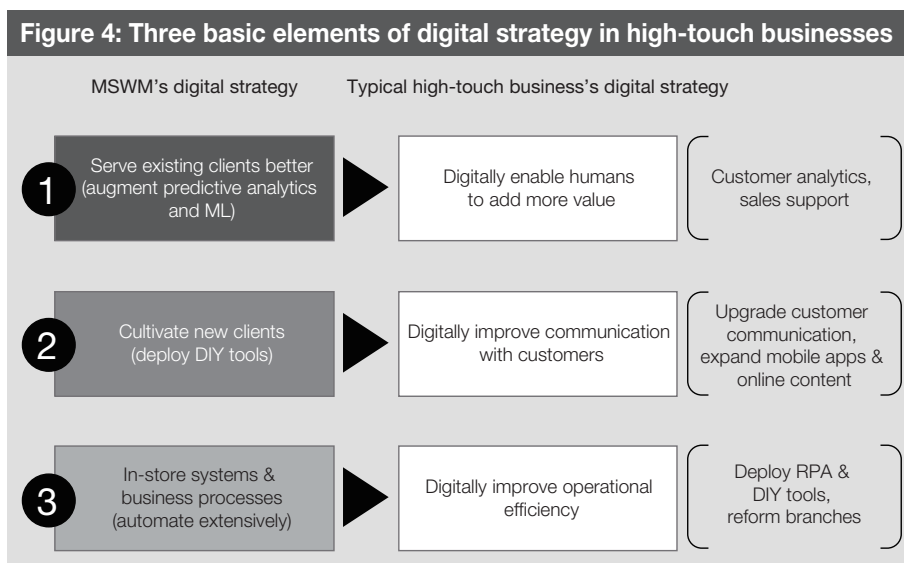 Figure 4: Three basic elements of digital strategy in high-touch businesses
MSWM's digital strategy
Typical high-touch business's digital strategy
1
Serve existing clients better
(augment predictive analytics
and ML)
Digitally enable humans
to add more value
Customer analytics,
sales support
2
Cultivate new clients
(deploy DIY tools)
Digitally improve communication
with customers
Upgrade customer
communication,
expand mobile apps &
online content
3
In-store systems &
business processes
(automate extensively)
Digitally improve operational
efficiency
Deploy RPA &
DIY tools,
reform branches